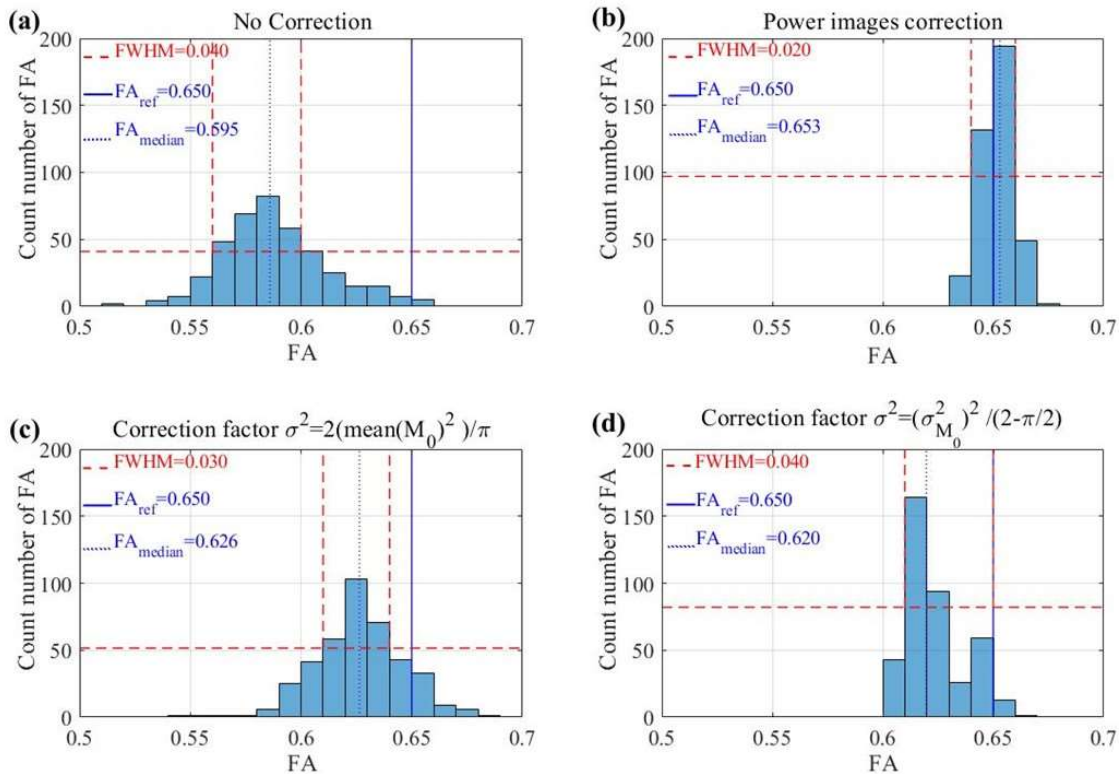 (a) No Correction
Count number of FA
200
150
100
50
0
FWHM=0.040
FA_ref=0.650
FA_median=0.595
0.5 0.55 0.6 0.65 0.7
FA
(b) Power images correction
Count number of FA
200
150
100
50
0
FWHM=0.020
FA_ref=0.650
FA_median=0.653
0.5 0.55 0.6 0.65 0.7
FA
(c) Correction factor σ²=2(mean(M₀)² )/π
Count number of FA
200
150
100
50
0
FWHM=0.030
FA_ref=0.650
FA_median=0.626
0.5 0.55 0.6 0.65 0.7
FA
(d) Correction factor σ²=(σ²_M₀)² /(2-π/2)
Count number of FA
200
150
100
50
0
FWHM=0.040
FA_ref=0.650
FA_median=0.620
0.5 0.55 0.6 0.65 0.7
FA